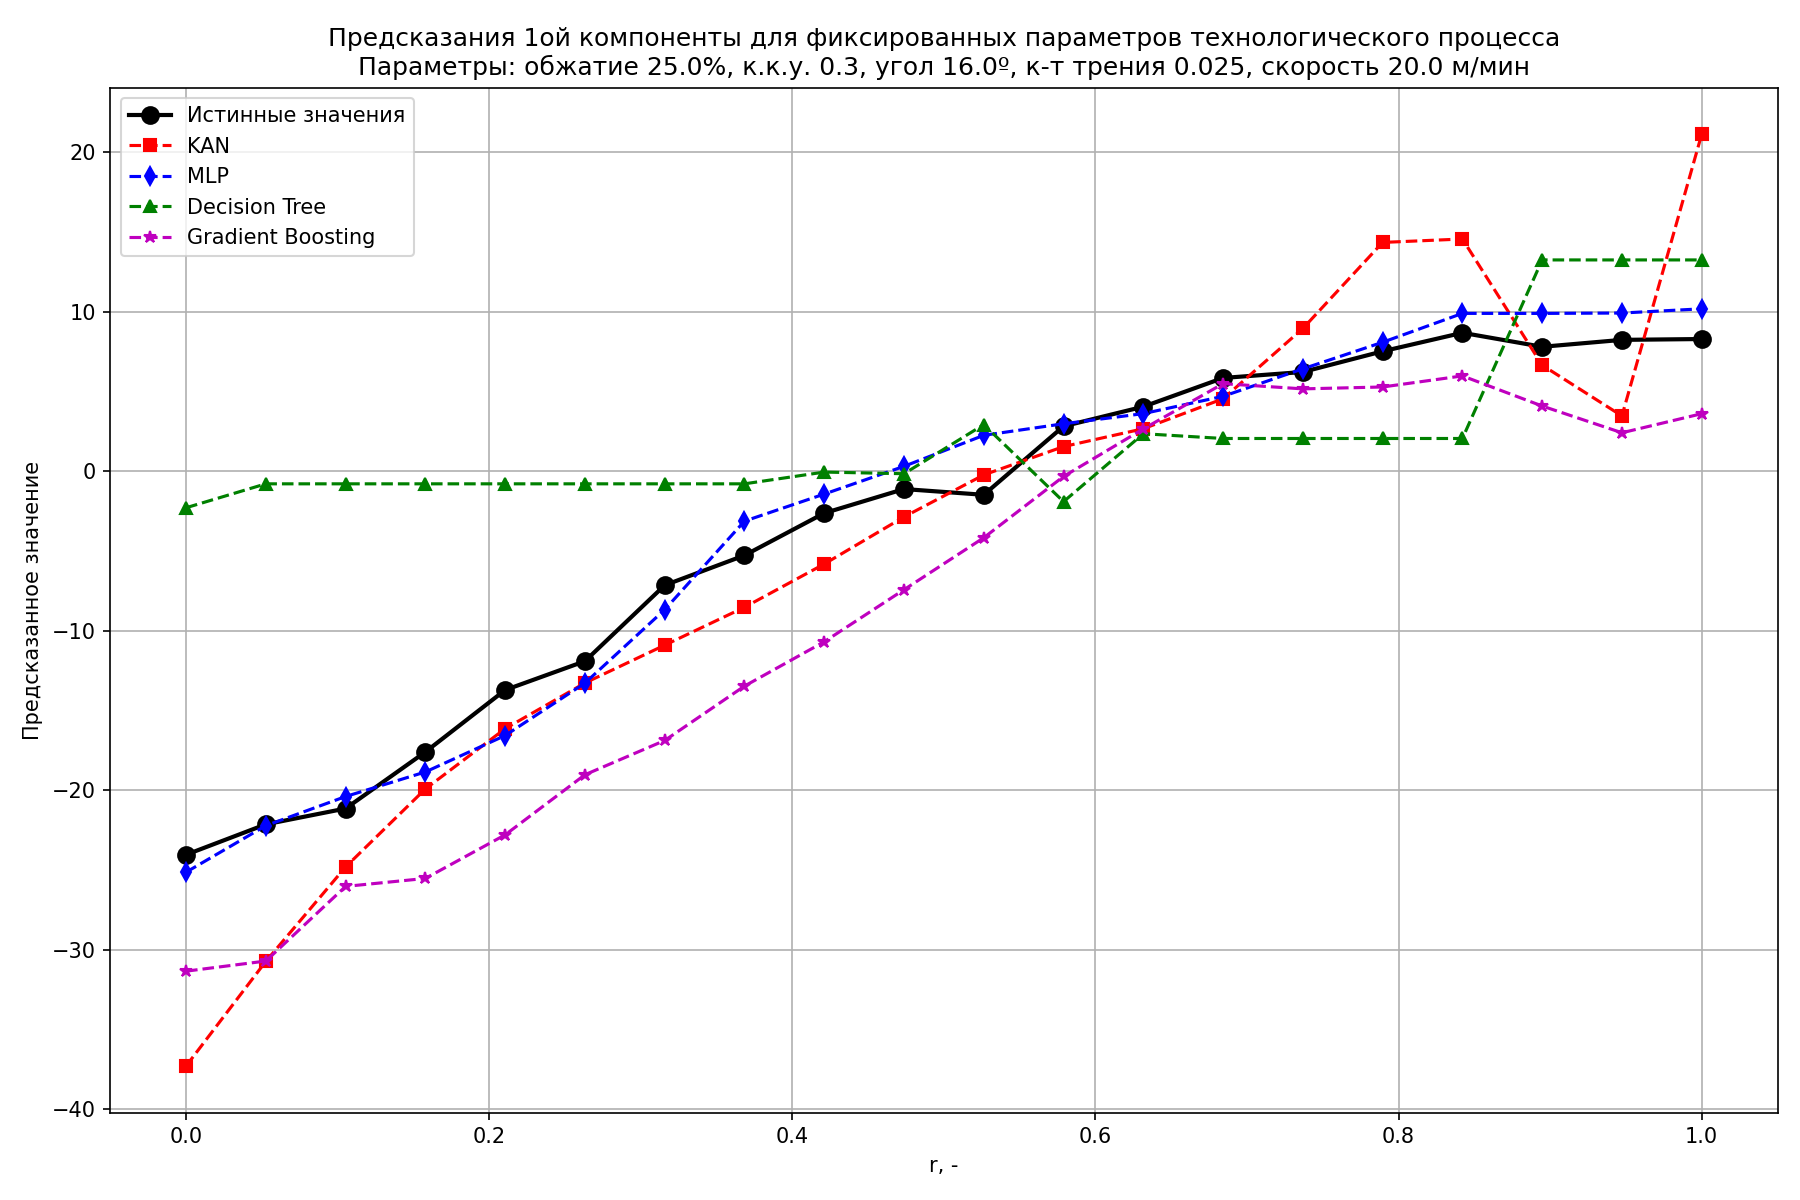 Предсказания 1ой компоненты для фиксированных параметров технологического процесса
Параметры: обжатие 25.0%, к.к.у. 0.3, угол 16.0º, к-т трения 0.025, скорость 20.0 м/мин
Истинные значения
KAN
MLP
Decision Tree
Gradient Boosting
Предсказанное значение
20
10
0
−10
−20
−30
−40
0.0
0.2
0.4
0.6
0.8
1.0
r, -